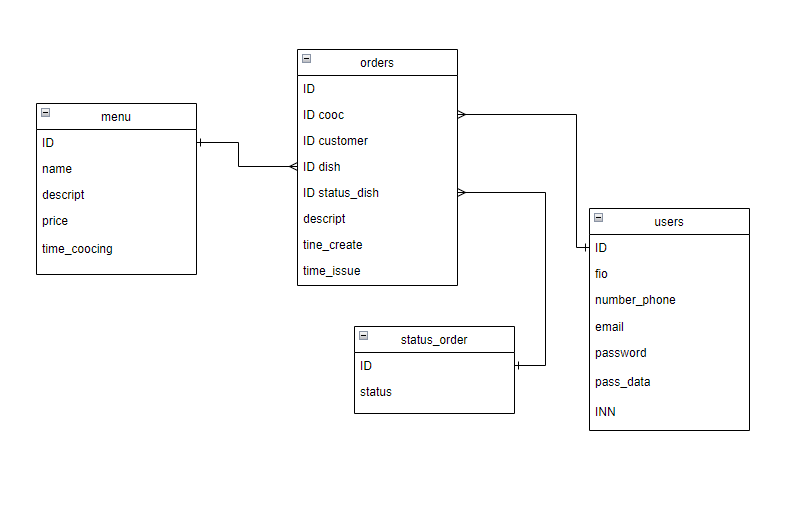 orders
ID
ID cooc
ID customer
ID dish
ID status_dish
descript
tine_create
time_issue
menu
ID
name
descript
price
time_coocing
users
ID
fio
number_phone
email
password
pass_data
INN
status_order
ID
status